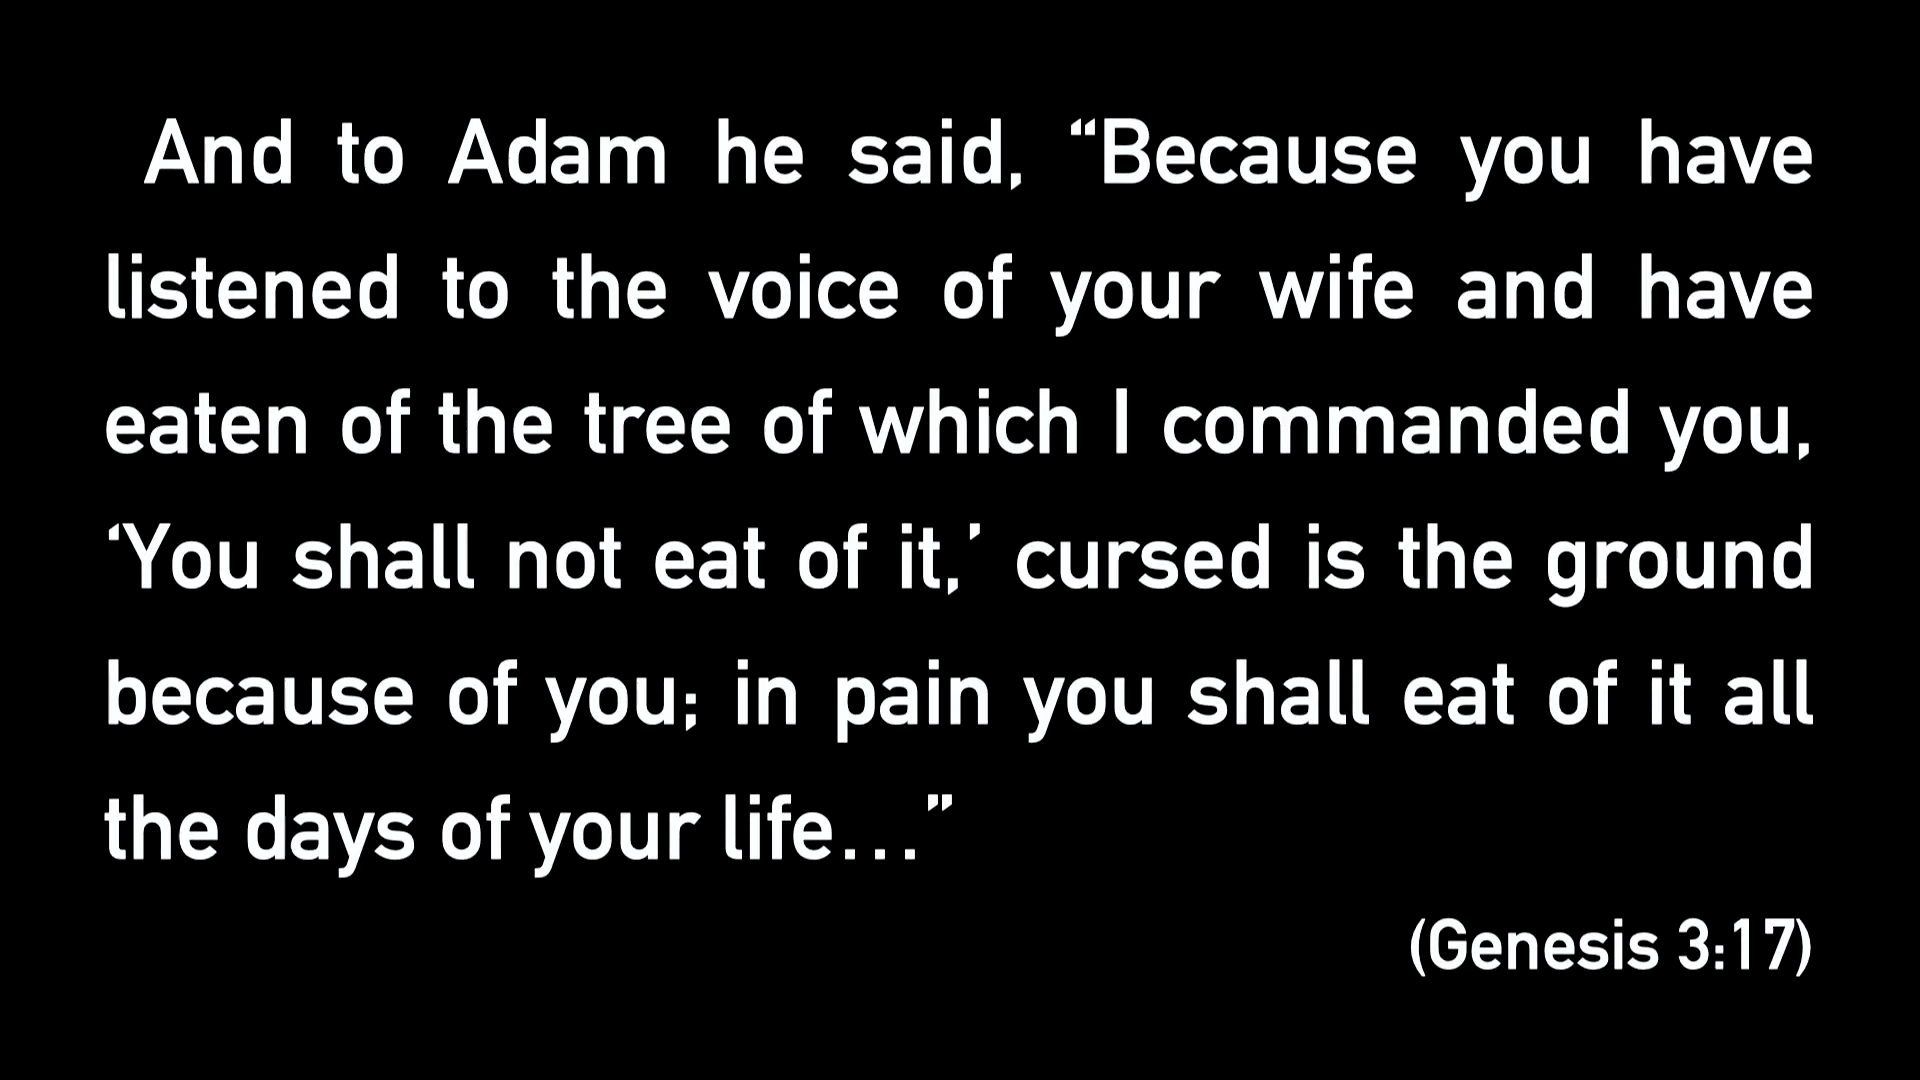 And to Adam he said, “Because you have
listened to the voice of your wife and have
eaten of the tree of which I commanded you,
‘You shall not eat of it,’ cursed is the ground
because of you; in pain you shall eat of it all
the days of your life…”
(Genesis 3:17)